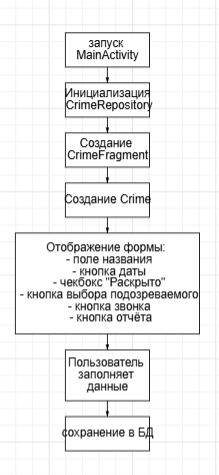 запуск
MainActivity
Инициализация
CrimeRepository
Создание
CrimeFragment
Создание Crime
Отображение формы:
- поле названия
- кнопка даты
- чекбокс "Раскрыто"
- кнопка выбора подозреваемого
- кнопка звонка
- кнопка отчёта
Пользователь
заполняет
данные
сохранение в БД